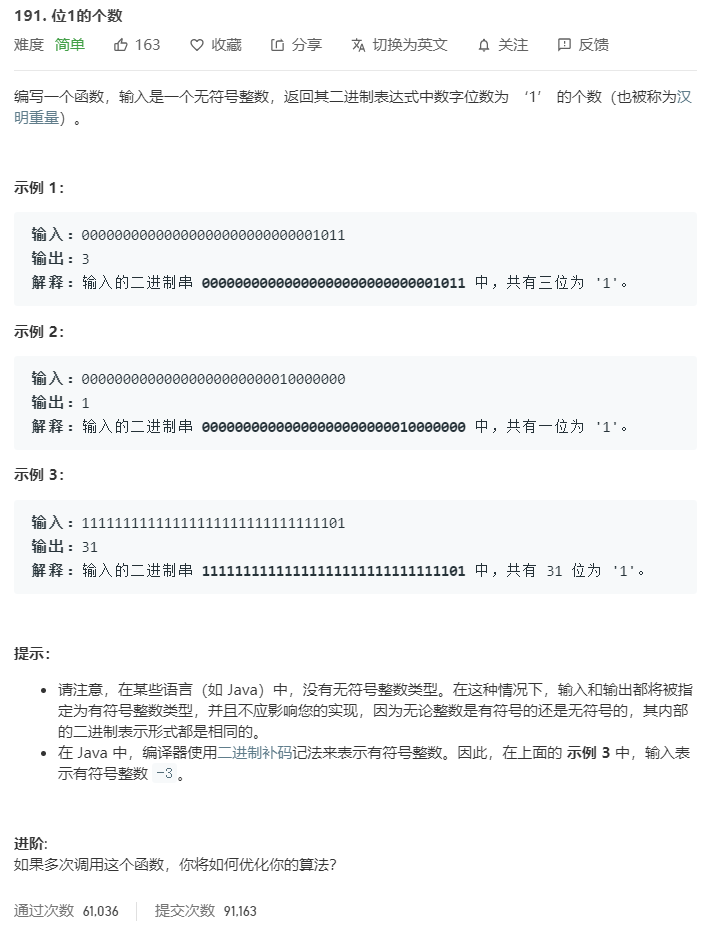 191. 位1的个数
难度 简单 163 收藏 分享 切换为英文 关注 反馈
编写一个函数，输入是一个无符号整数，返回其二进制表达式中数字位数为 ‘1’ 的个数（也被称为汉
明重量）。
示例 1：
输入：00000000000000000000000000001011
输出：3
解释：输入的二进制串 00000000000000000000000000001011 中，共有三位为 '1'。
示例 2：
输入：00000000000000000000000010000000
输出：1
解释：输入的二进制串 00000000000000000000000010000000 中，共有一位为 '1'。
示例 3：
输入：11111111111111111111111111111101
输出：31
解释：输入的二进制串 11111111111111111111111111111101 中，共有 31 位为 '1'。
提示：
请注意，在某些语言（如 Java）中，没有无符号整数类型。在这种情况下，输入和输出都将被指
定为有符号整数类型，并且不应影响您的实现，因为无论整数是有符号的还是无符号的，其内部
的二进制表示形式都是相同的。
在 Java 中，编译器使用二进制补码记法来表示有符号整数。因此，在上面的 示例 3 中，输入表
示有符号整数 -3。
进阶:
如果多次调用这个函数，你将如何优化你的算法？
通过次数 61,036 提交次数 91,163